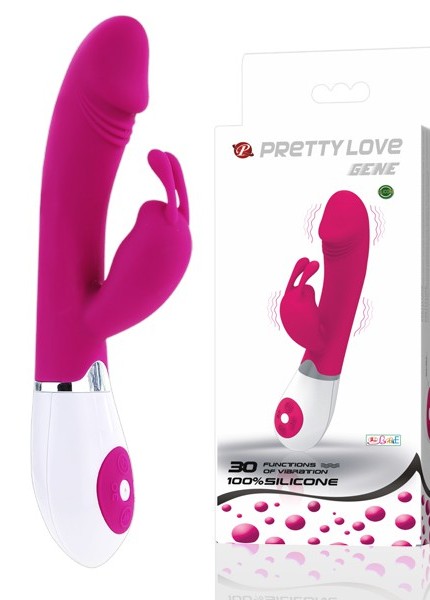 PRETTY LOVE
GENE
30 FUNCTIONS
OF VIBRATION
100% SILICONE